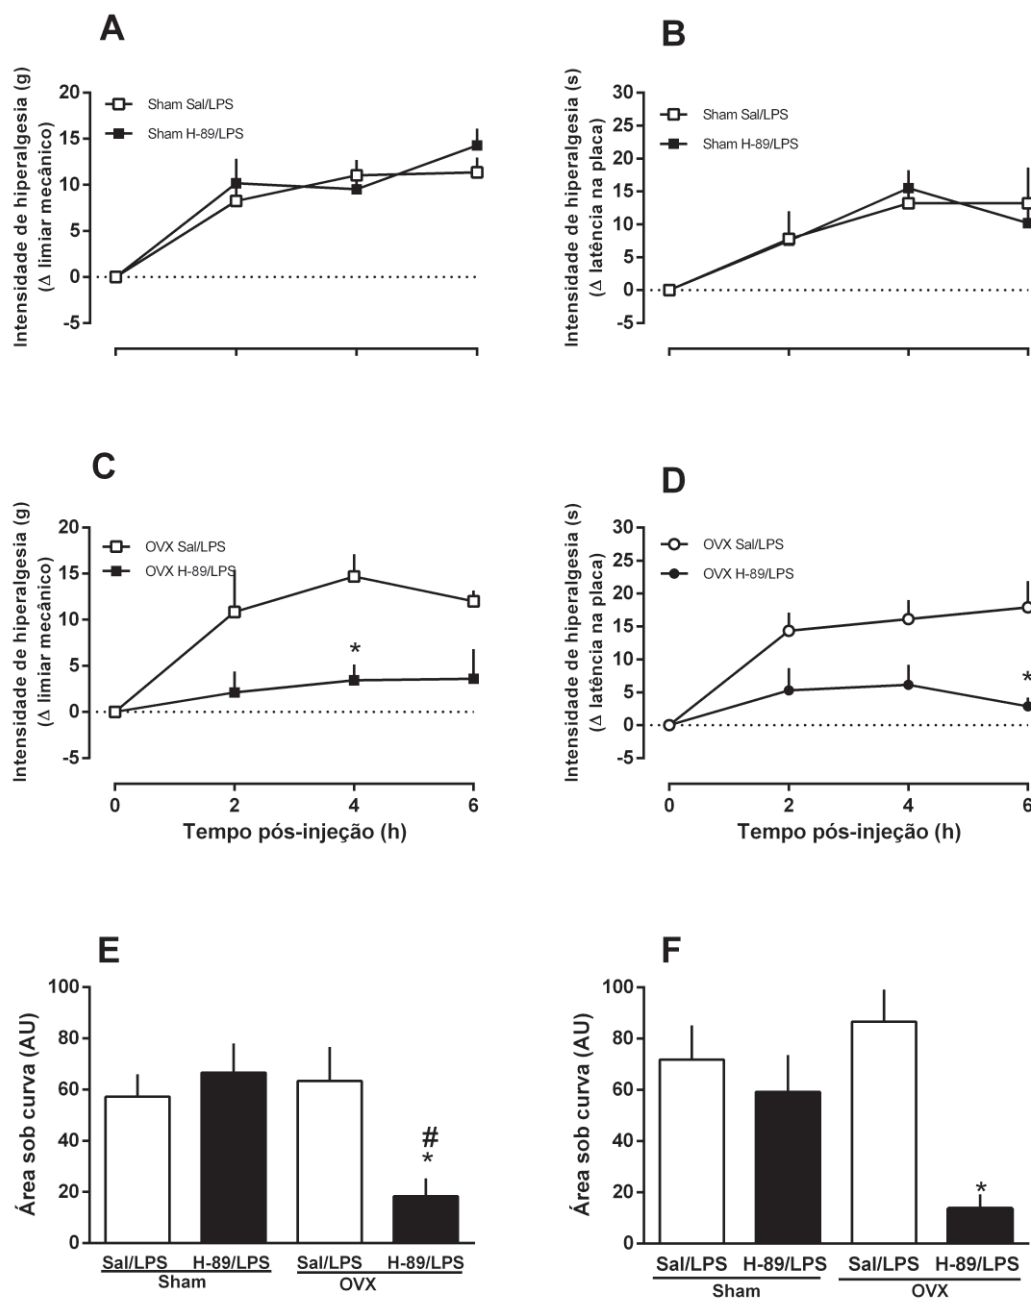 A
Intensidade de hiperalgesia (g)
(Δ limiar mecânico)
20
15
10
5
0
-5
Sham Sal/LPS
Sham H-89/LPS
B
Intensidade de hiperalgesia (s)
(Δ latência na placa)
30
25
20
15
10
5
0
-5
Sham Sal/LPS
Sham H-89/LPS
C
Intensidade de hiperalgesia (g)
(Δ limiar mecânico)
20
15
10
5
0
-5
OVX Sal/LPS
OVX H-89/LPS
*
0 2 4 6
Tempo pós-injeção (h)
D
Intensidade de hiperalgesia (s)
(Δ latência na placa)
30
25
20
15
10
5
0
-5
OVX Sal/LPS
OVX H-89/LPS
*
0 2 4 6
Tempo pós-injeção (h)
E
Área sob curva (AU)
100
80
60
40
20
0
#
*
Sal/LPS H-89/LPS Sal/LPS H-89/LPS
Sham OVX
F
Área sob curva (AU)
100
80
60
40
20
0
*
Sal/LPS H-89/LPS Sal/LPS H-89/LPS
Sham OVX